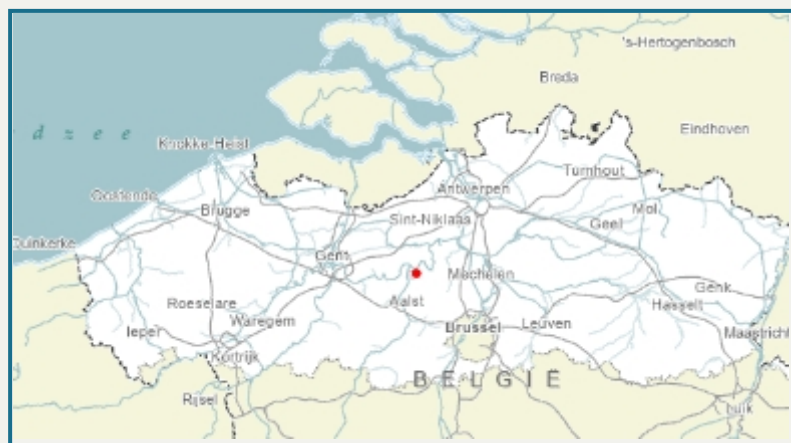 's-Hertogenbosch
Breda
d z e e
Eindhoven
Knokke-Heist
Turnhout
Antwerpen
Oostende
Mol
Brugge
Sint-Niklaas
Geel
Duinkerke
Gent
Mechelen
Genk
Roeselare
Aalst
Hasselt
Waregem
Brussel
Leuven
Ieper
Maastricht
Kortrijk
BELGIË
Rijsel
Luik